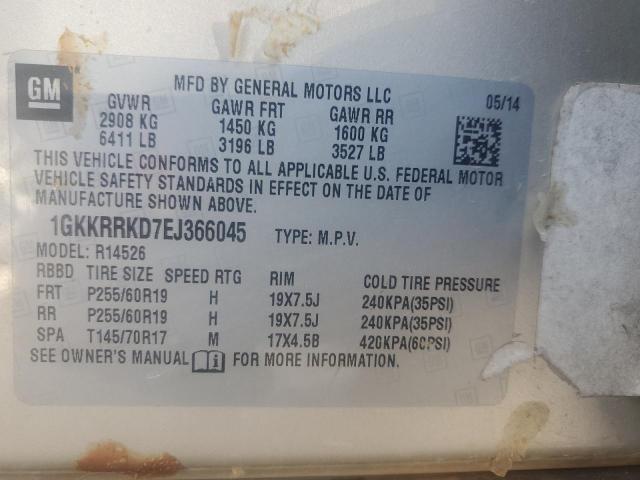 GM
MFD BY GENERAL MOTORS LLC
05/14
GVWR GAWR FRT GAWR RR
2908 KG 1450 KG 1600 KG
6411 LB 3196 LB 3527 LB
THIS VEHICLE CONFORMS TO ALL APPLICABLE U.S. FEDERAL MOTOR
VEHICLE SAFETY STANDARDS IN EFFECT ON THE DATE OF
MANUFACTURE SHOWN ABOVE.
1GKKRRKD7EJ366045 TYPE: M.P.V.
MODEL: R14526
RBBD TIRE SIZE SPEED RTG RIM COLD TIRE PRESSURE
FRT P255/60R19 H 19X7.5J 240KPA(35PSI)
RR P255/60R19 H 19X7.5J 240KPA(35PSI)
SPA T145/70R17 M 17X4.5B 420KPA(60PSI)
SEE OWNER'S MANUAL FOR MORE INFORMATION.